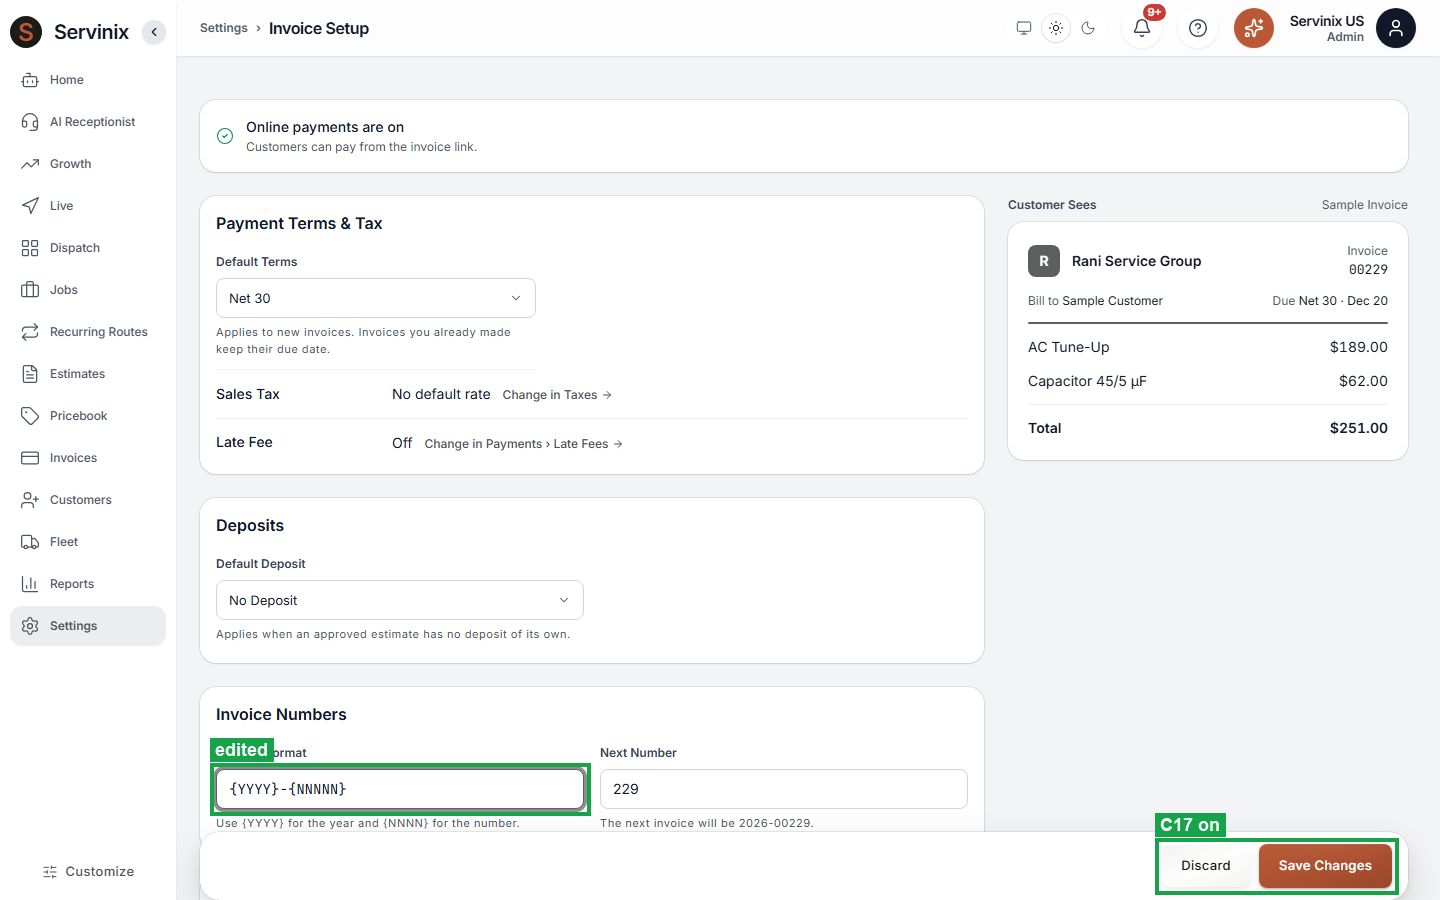 S Servinix
Settings › Invoice Setup
9+
Servinix US
Admin
Home
AI Receptionist
Growth
Live
Dispatch
Jobs
Recurring Routes
Estimates
Pricebook
Invoices
Customers
Fleet
Reports
Settings
Customize
Online payments are on
Customers can pay from the invoice link.
Payment Terms & Tax
Default Terms
Net 30
Applies to new invoices. Invoices you already made
keep their due date.
Sales Tax No default rate Change in Taxes →
Late Fee Off Change in Payments › Late Fees →
Deposits
Default Deposit
No Deposit
Applies when an approved estimate has no deposit of its own.
Invoice Numbers
edited ormat
{YYYY}-{NNNNN}
Use {YYYY} for the year and {NNNN} for the number.
Next Number
229
The next invoice will be 2026-00229.
Customer Sees Sample Invoice
R Rani Service Group
Invoice
00229
Bill to Sample Customer Due Net 30 · Dec 20
AC Tune-Up $189.00
Capacitor 45/5 µF $62.00
Total $251.00
C17 on
Discard Save Changes